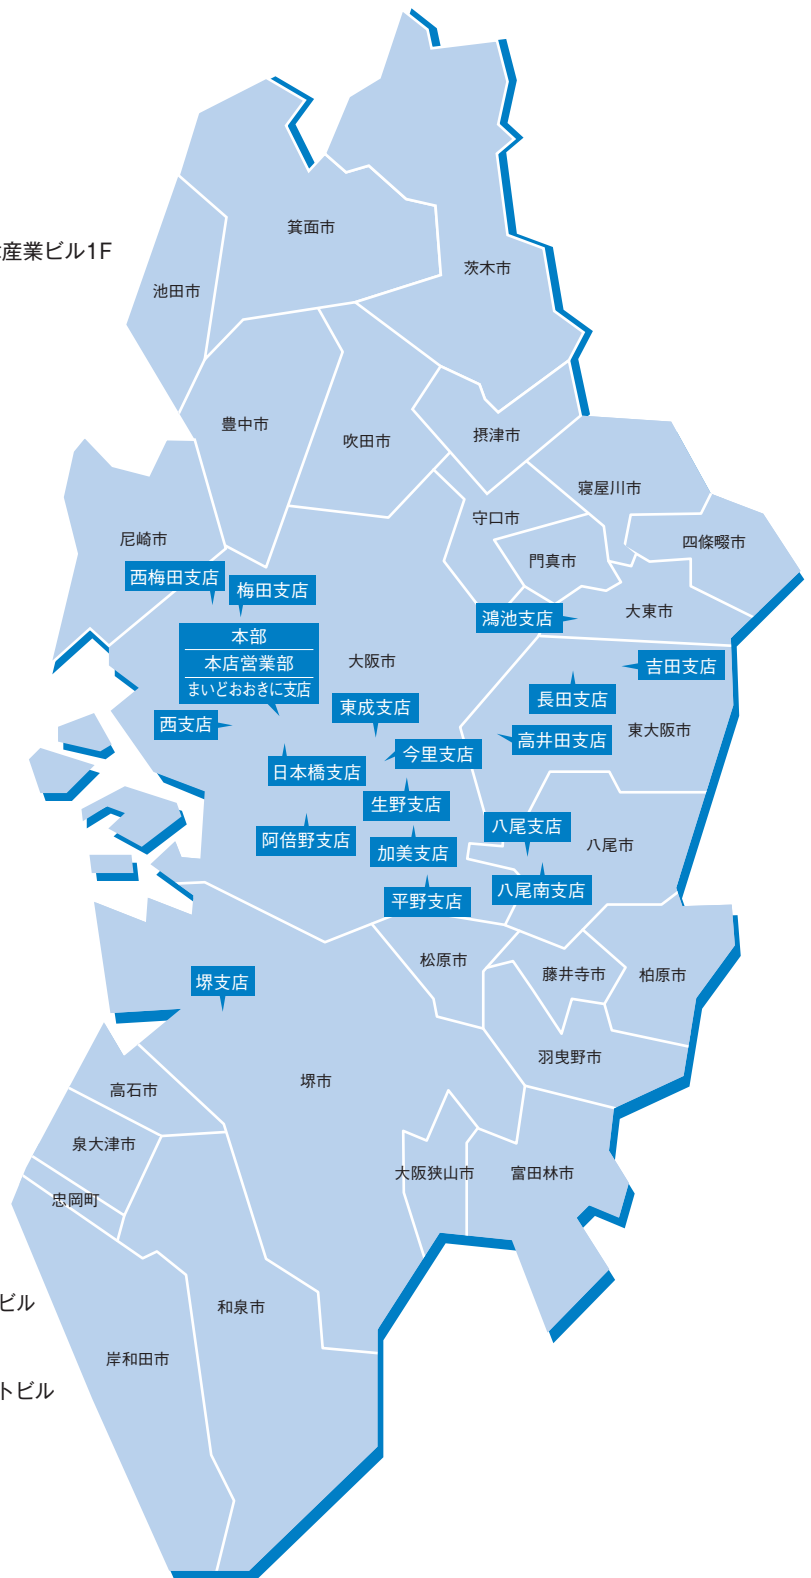 箕面市
産業ビル1F
茨木市
池田市
豊中市
吹田市
摂津市
寝屋川市
守口市
尼崎市
四條畷市
門真市
西梅田支店
梅田支店
鴻池支店
大東市
本部
本店営業部
まいどおおきに支店
大阪市
吉田支店
長田支店
東成支店
西支店
東大阪市
高井田支店
今里支店
日本橋支店
生野支店
八尾支店
阿倍野支店
八尾市
加美支店
八尾南支店
平野支店
松原市
藤井寺市
柏原市
堺支店
羽曳野市
堺市
高石市
泉大津市
大阪狭山市
富田林市
忠岡町
ビル
和泉市
岸和田市
トビル